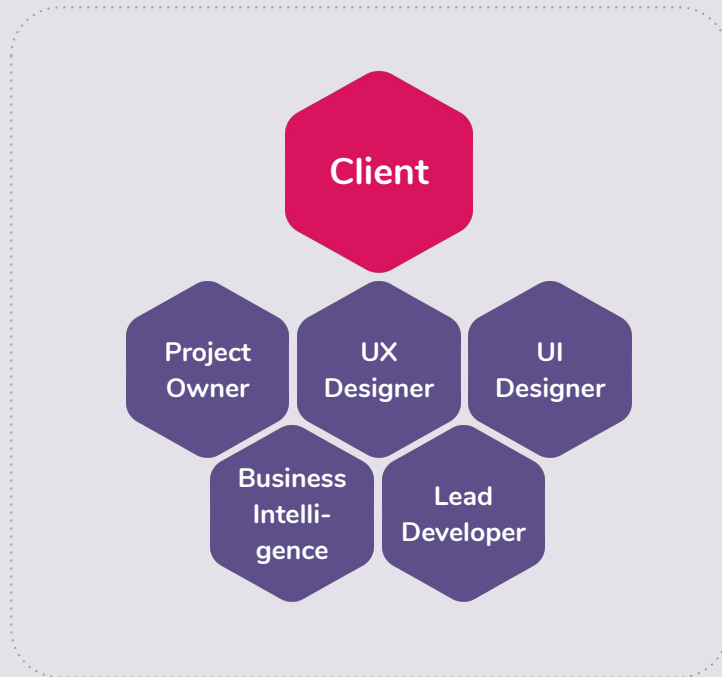 Client
Project
Owner
UX
Designer
UI
Designer
Business
Intelli-
gence
Lead
Developer